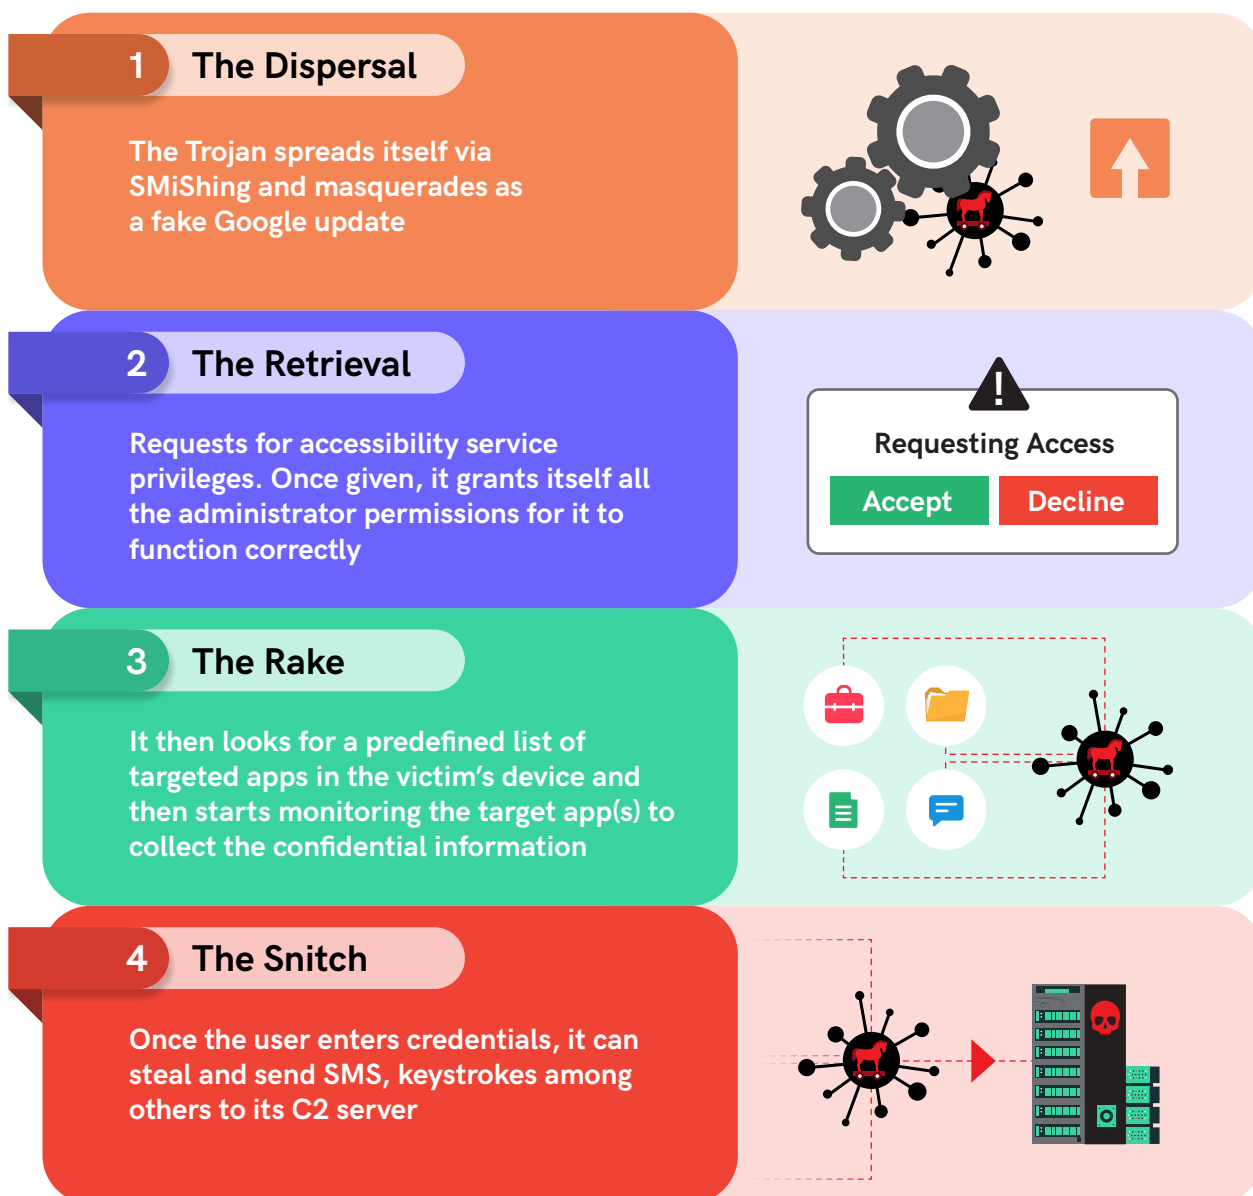 1 The Dispersal
The Trojan spreads itself via
SMiShing and masquerades as
a fake Google update
2 The Retrieval
Requests for accessibility service
privileges. Once given, it grants itself all
the administrator permissions for it to
function correctly
!
Requesting Access
Accept Decline
3 The Rake
It then looks for a predefined list of
targeted apps in the victim’s device and
then starts monitoring the target app(s) to
collect the confidential information
4 The Snitch
Once the user enters credentials, it can
steal and send SMS, keystrokes among
others to its C2 server